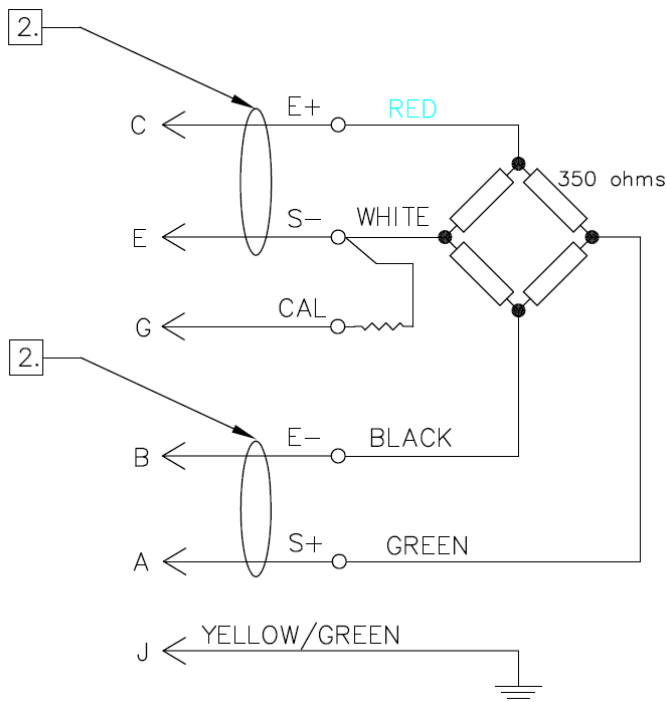 2.
C E+ RED
350 ohms
E S- WHITE
G CAL
2.
B E- BLACK
A S+ GREEN
J YELLOW/GREEN